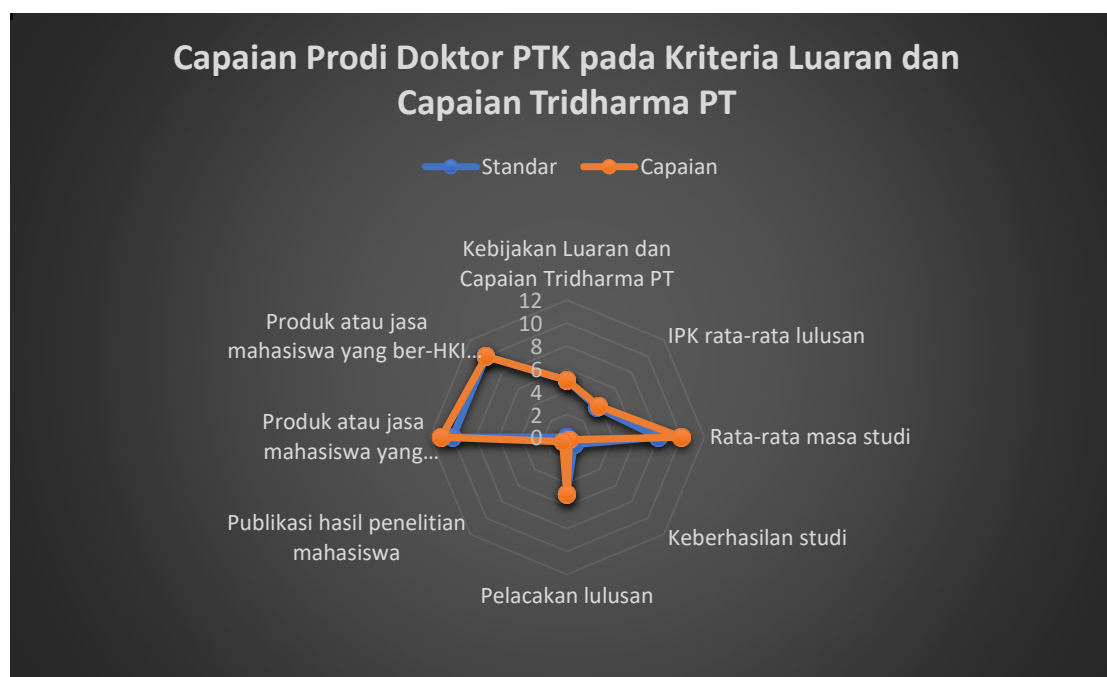 Capaian Prodi Doktor PTK pada Kriteria Luaran dan
Capaian Tridharma PT
Standar
Capaian
Kebijakan Luaran dan
Capaian Tridharma PT
12
10
8
6
4
2
0
IPK rata-rata lulusan
Rata-rata masa studi
Keberhasilan studi
Pelacakan lulusan
Publikasi hasil penelitian
mahasiswa
Produk atau jasa
mahasiswa yang…
Produk atau jasa
mahasiswa yang ber-HKI…